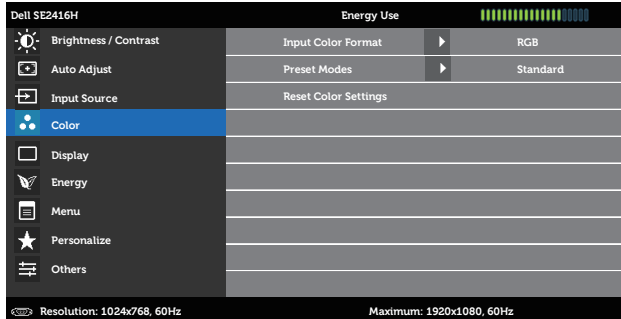 Dell SE2416H Energy Use
Brightness / Contrast Input Color Format RGB
Auto Adjust Preset Modes Standard
Input Source Reset Color Settings
Color
Display
Energy
Menu
Personalize
Others
Resolution: 1024x768, 60Hz Maximum: 1920x1080, 60Hz